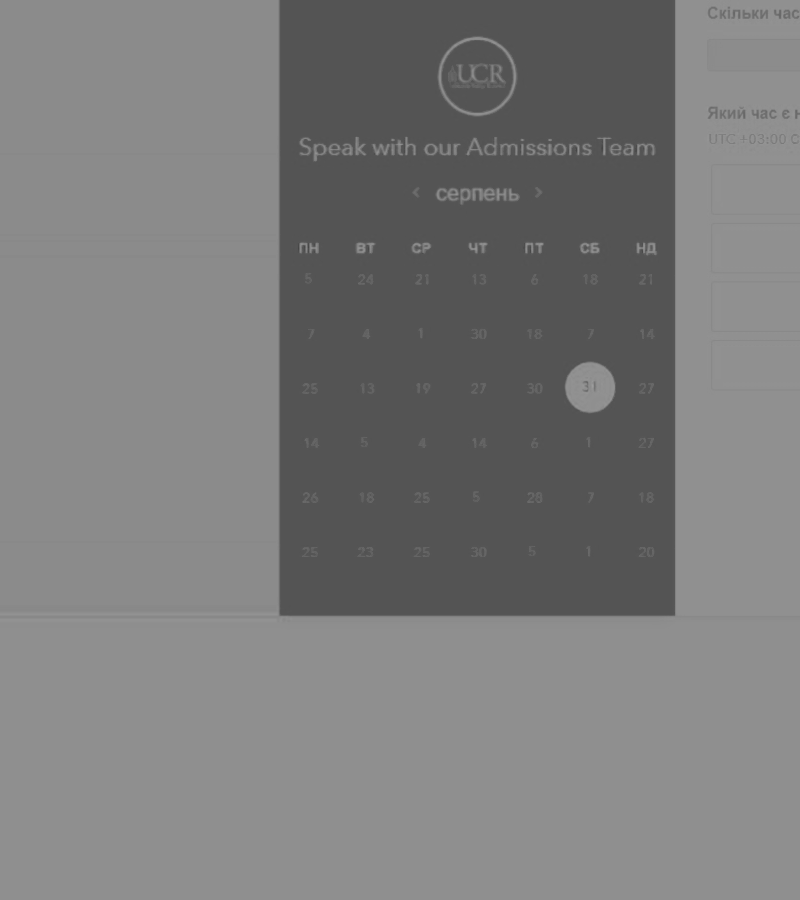 UCR
Speak with our Admissions Team
< серпень >
ПН ВТ СР ЧТ ПТ СБ НД
5 24 21 13 6 18 21
7 4 1 30 18 7 14
25 13 19 27 30 31 27
14 5 4 14 6 1 27
26 18 25 5 28 7 18
25 23 25 30 5 1 20
Скільки час
Який час є н
UTC +03:00 С